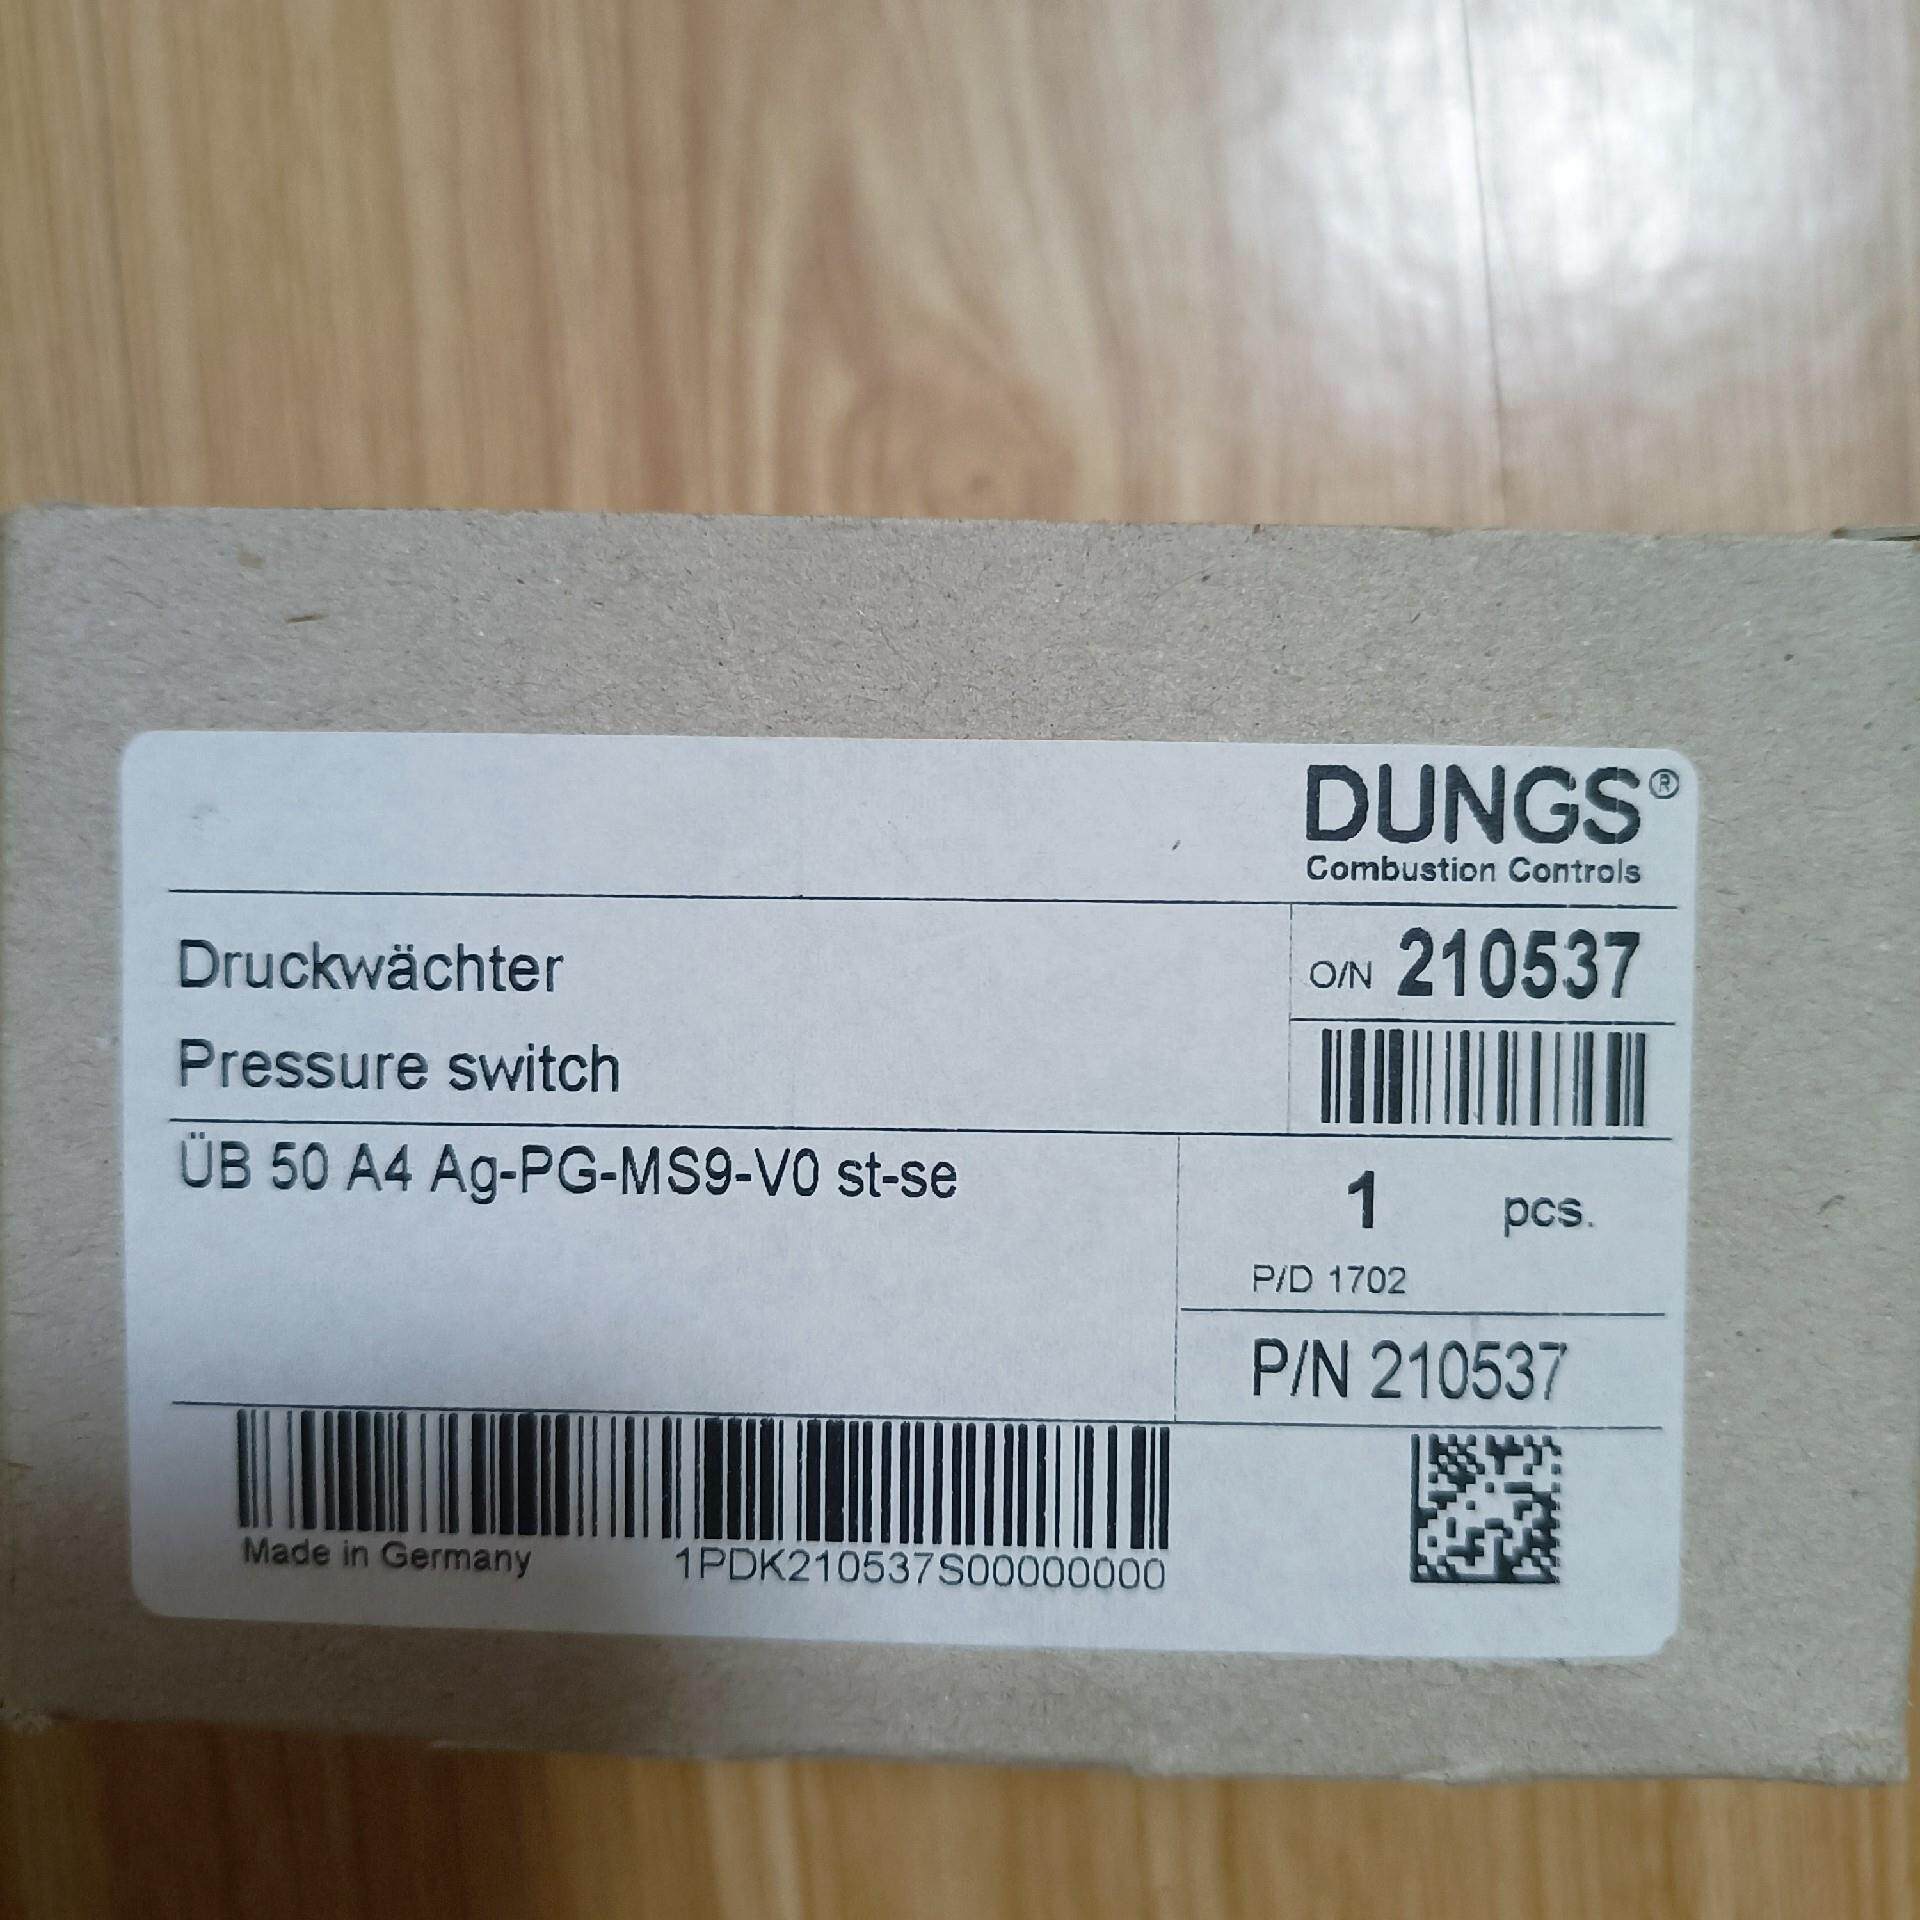 DUNGS®
Combustion Controls
Druckwächter
Pressure switch
O/N 210537
ÜB 50 A4 Ag-PG-MS9-V0 st-se
1 pcs.
P/D 1702
P/N 210537
Made in Germany 1PDK210537S00000000